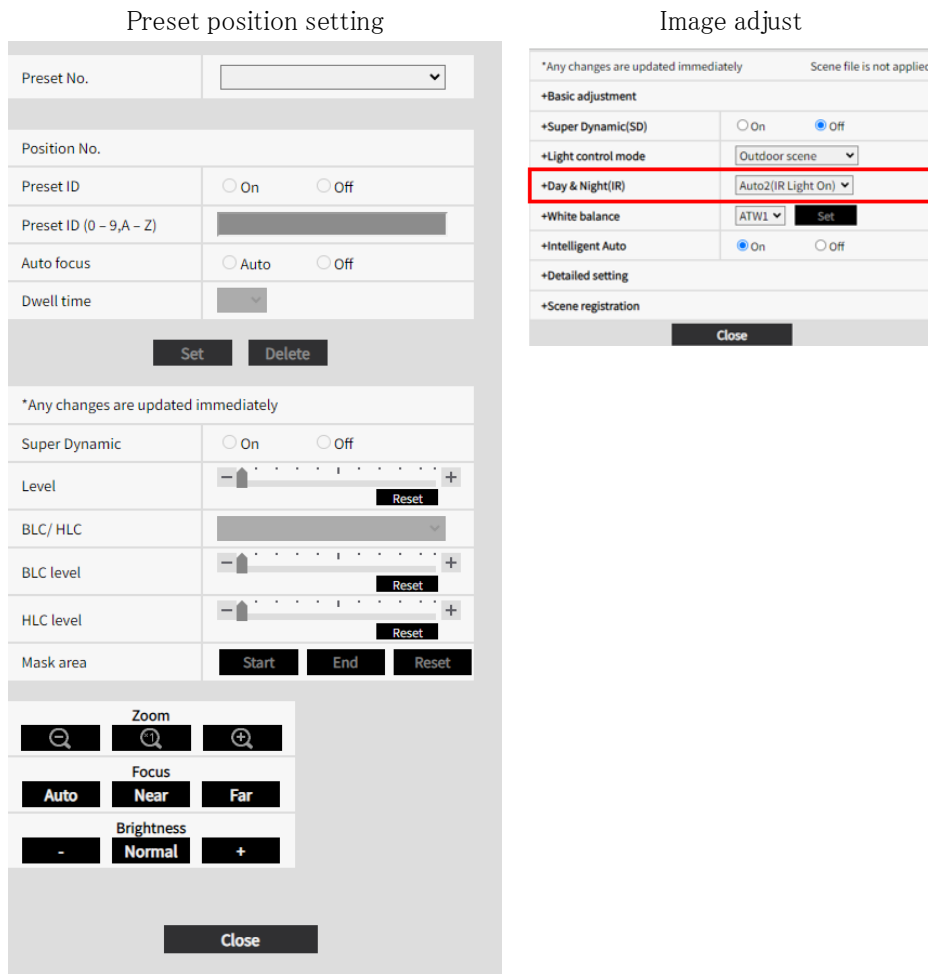 Preset position setting
Preset No.
Position No.
Preset ID On Off
Preset ID (0 – 9,A – Z)
Auto focus Auto Off
Dwell time
Set Delete
*Any changes are updated immediately
Super Dynamic On Off
Level
Reset
BLC/ HLC
BLC level
Reset
HLC level
Reset
Mask area Start End Reset
Zoom
×1
Focus
Auto Near Far
Brightness
- Normal +
Close
Image adjust
*Any changes are updated immediately Scene file is not applied
+Basic adjustment
+Super Dynamic(SD) On Off
+Light control mode Outdoor scene
+Day & Night(IR) Auto2(IR Light On)
+White balance ATW1 Set
+Intelligent Auto On Off
+Detailed setting
+Scene registration
Close